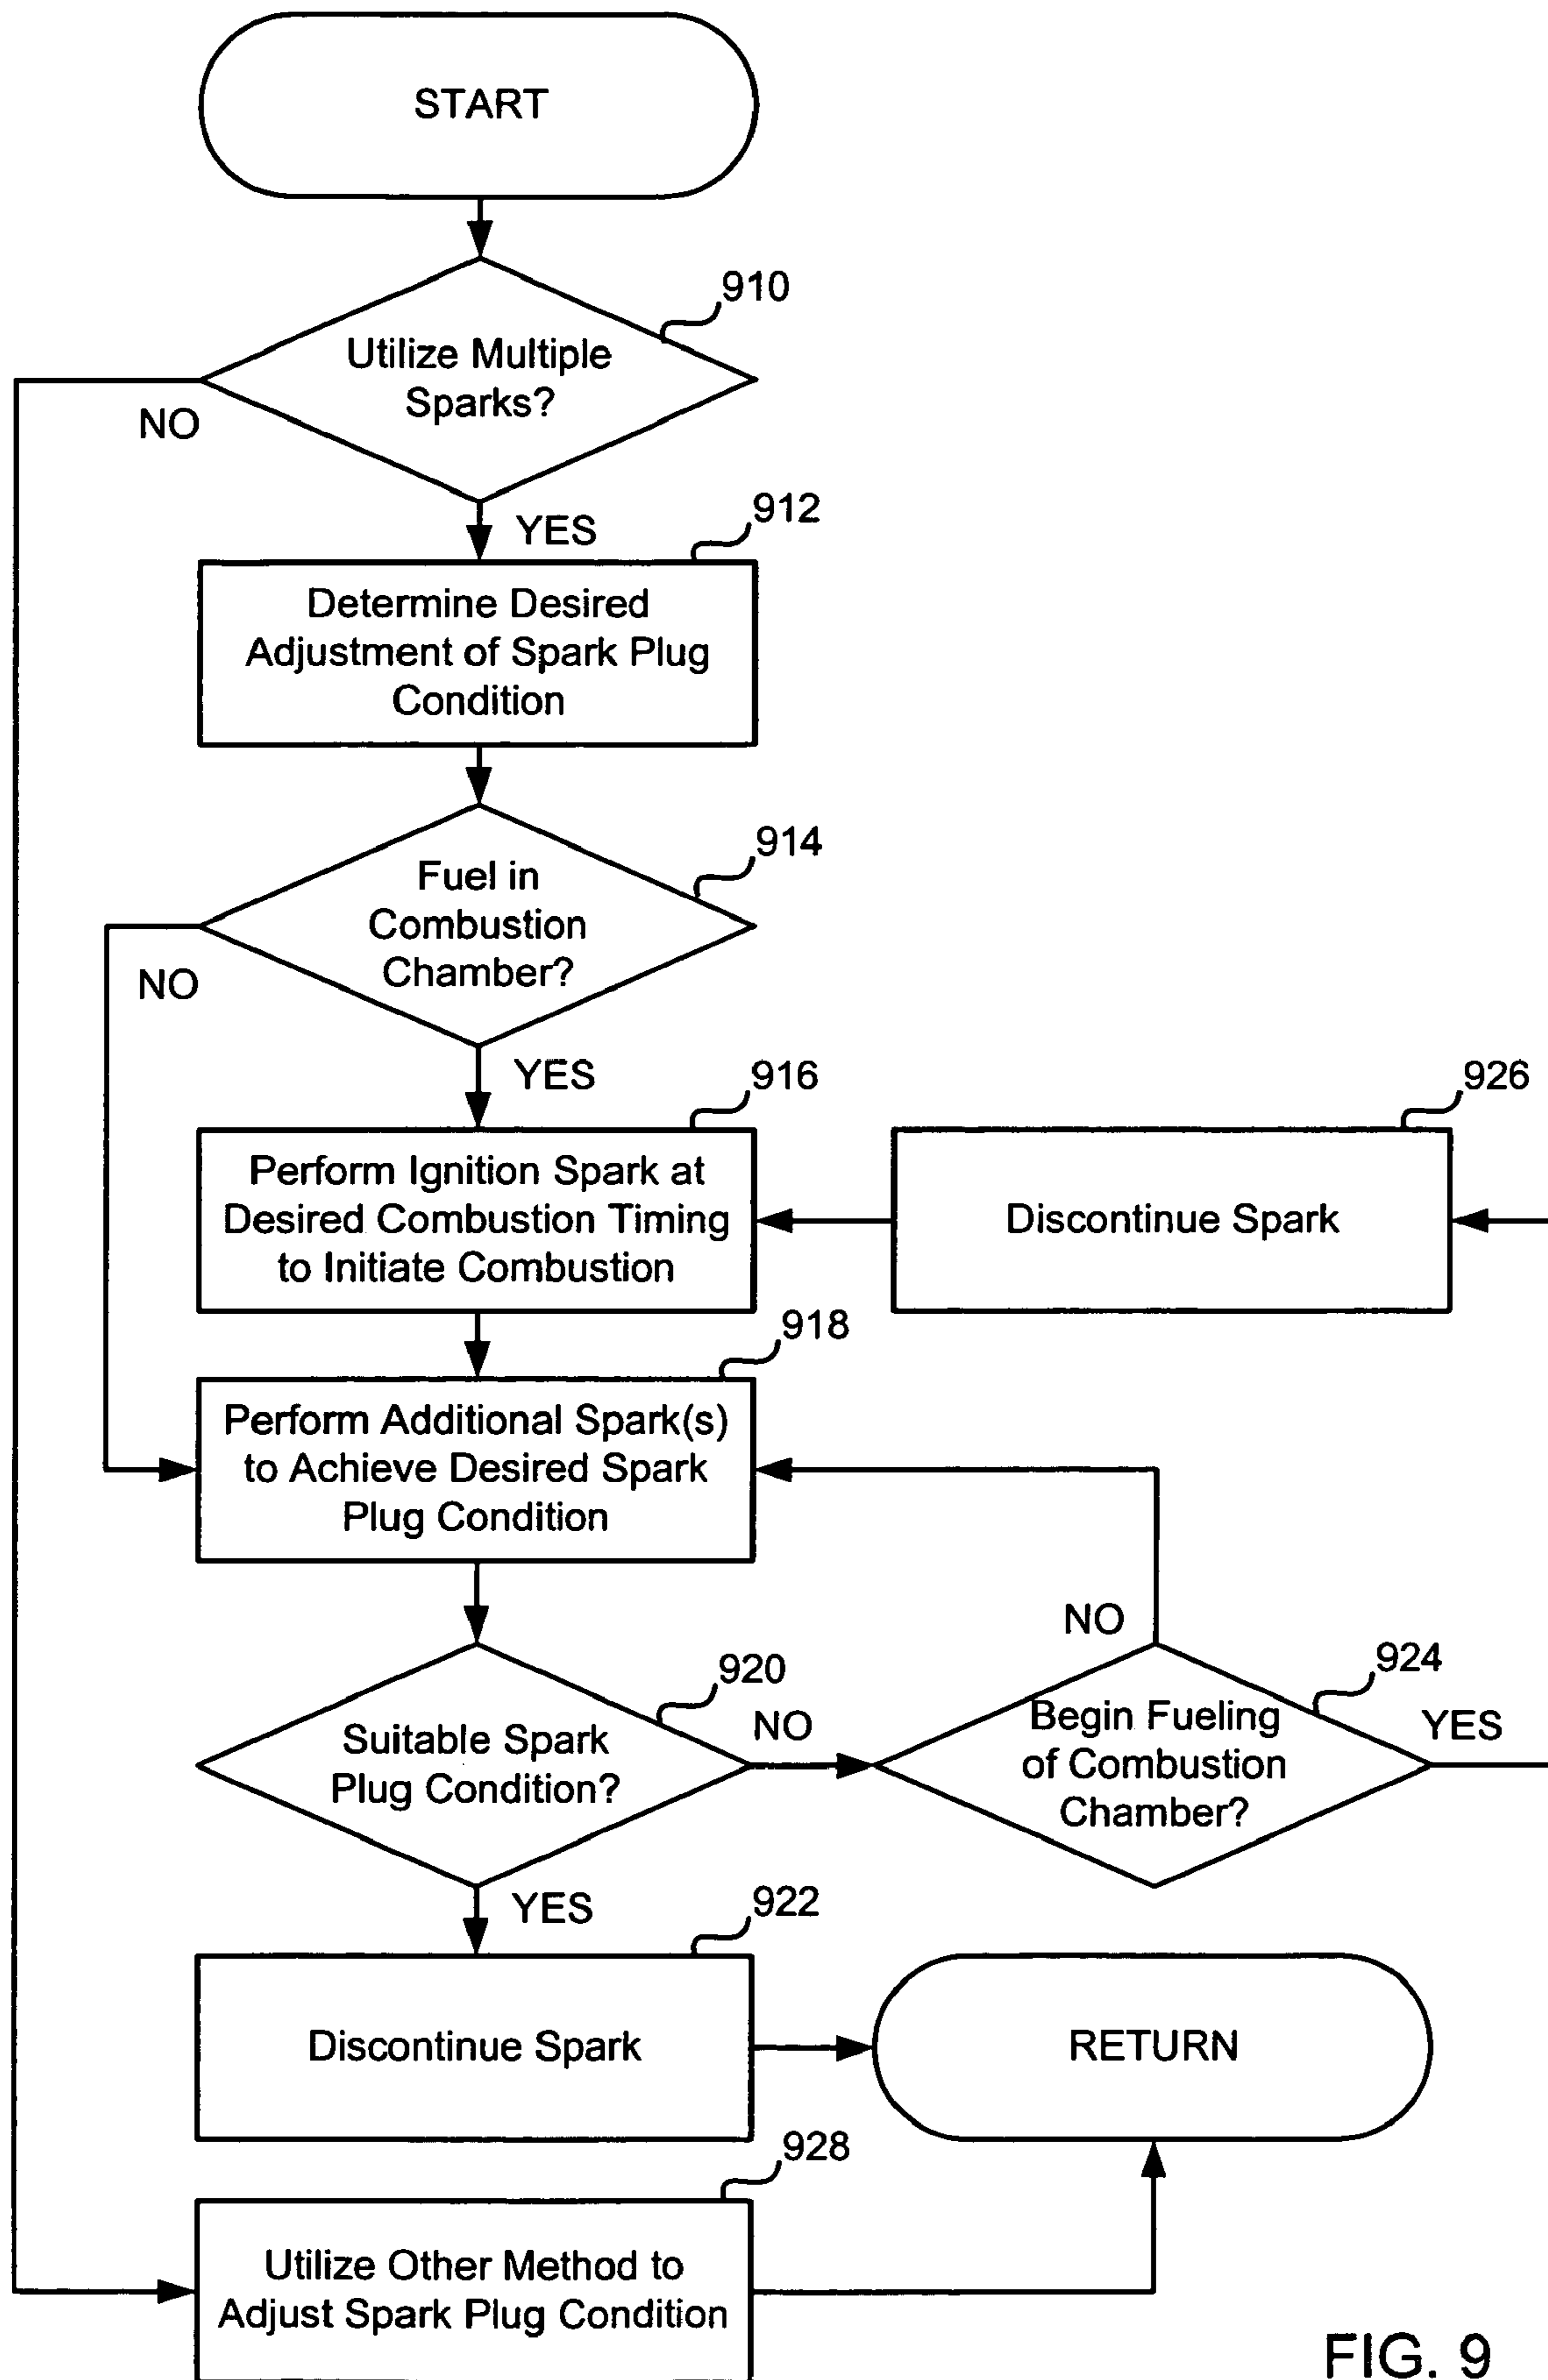 START
910
Utilize Multiple
Sparks?
NO
YES
912
Determine Desired
Adjustment of Spark Plug
Condition
914
Fuel in
Combustion
Chamber?
NO
YES
916
926
Perform Ignition Spark at
Desired Combustion Timing
to Initiate Combustion
Discontinue Spark
918
Perform Additional Spark(s)
to Achieve Desired Spark
Plug Condition
NO
920
924
Suitable Spark
Plug Condition?
NO
Begin Fueling
of Combustion
Chamber?
YES
YES
922
Discontinue Spark
RETURN
928
Utilize Other Method to
Adjust Spark Plug Condition
FIG. 9